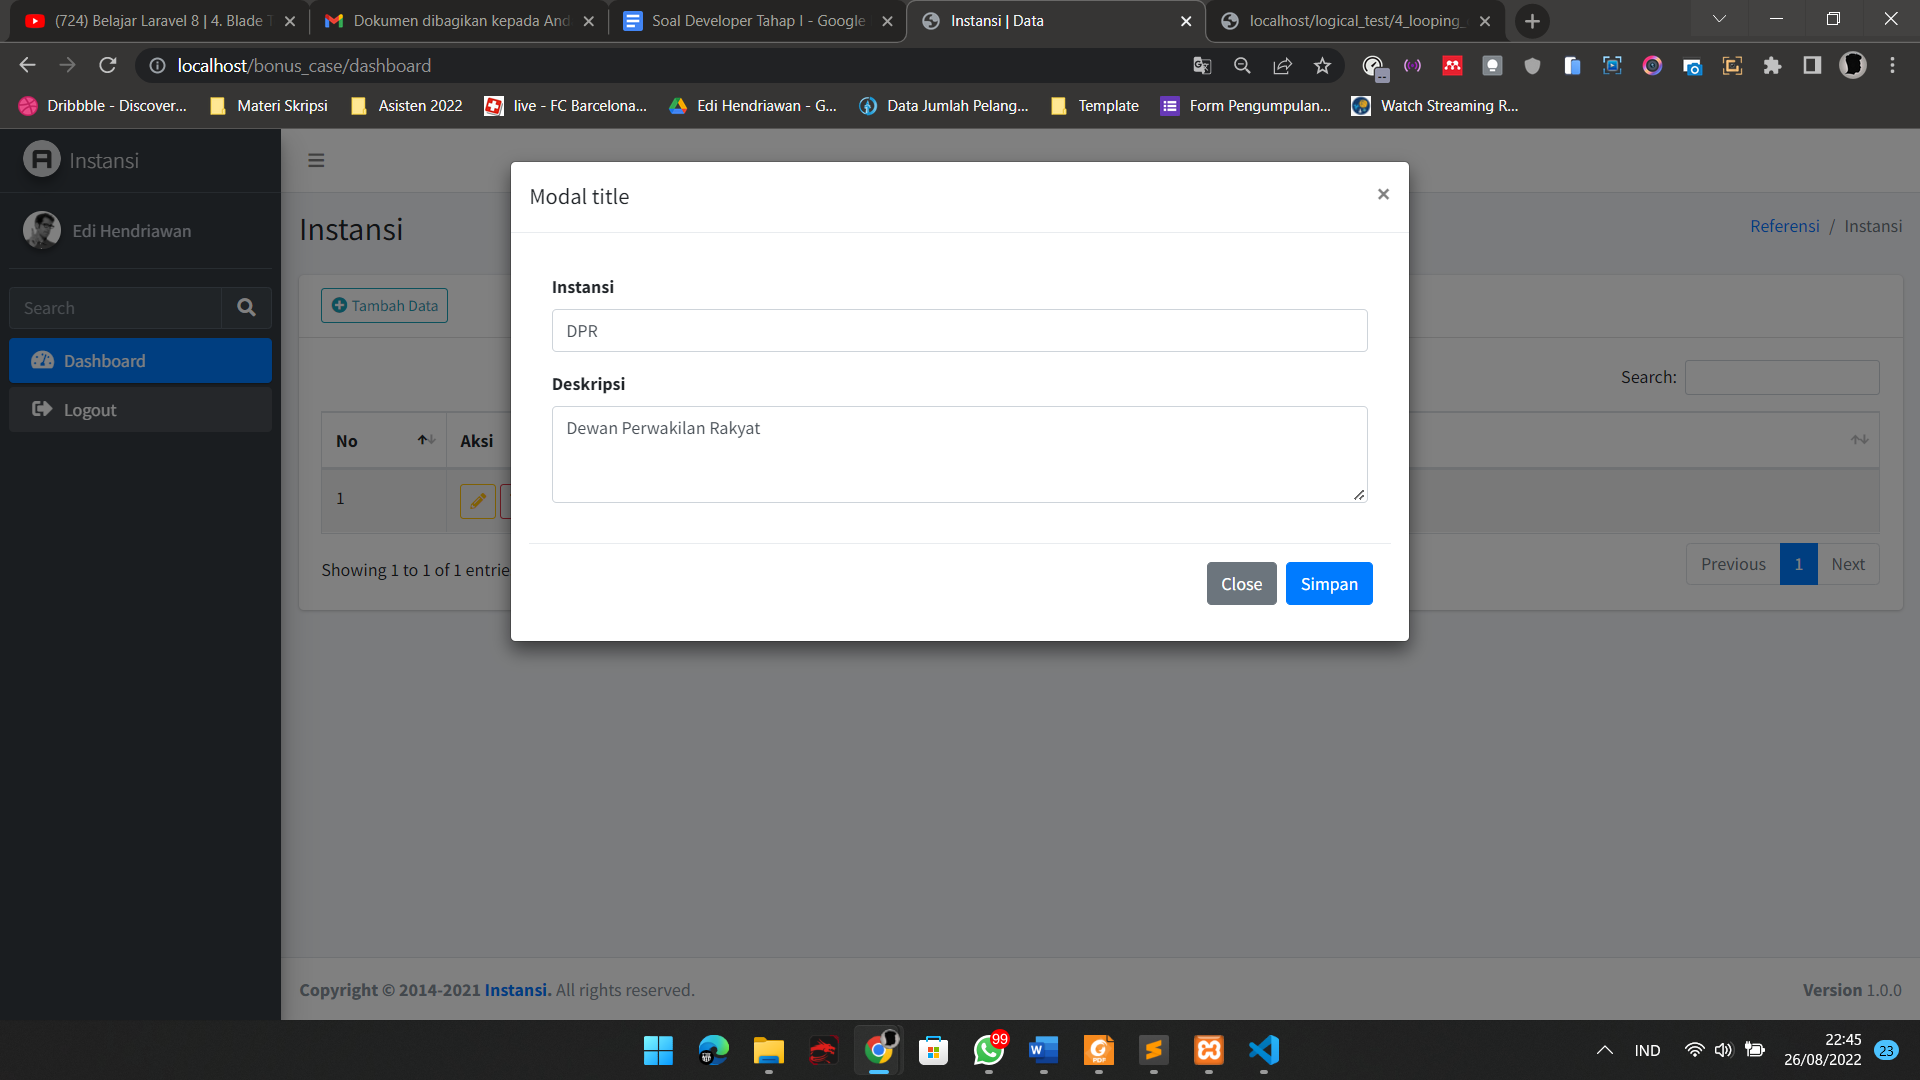 (724) Belajar Laravel 8 | 4. Blade T
Dokumen dibagikan kepada And
Soal Developer Tahap I - Google
Instansi | Data
localhost/logical_test/4_looping_
localhost/bonus_case/dashboard
Dribbble - Discover...
Materi Skripsi
Asisten 2022
live - FC Barcelona...
Edi Hendriawan - G...
Data Jumlah Pelang...
Template
Form Pengumpulan...
Watch Streaming R...
Instansi
Edi Hendriawan
Search
Dashboard
Logout
Instansi
Referensi / Instansi
Tambah Data
Search:
No
Aksi
1
Showing 1 to 1 of 1 entrie
Previous
1
Next
Modal title
×
Instansi
DPR
Deskripsi
Dewan Perwakilan Rakyat
Close
Simpan
Copyright © 2014-2021 Instansi. All rights reserved.
Version 1.0.0
99
IND
22:45
26/08/2022
23